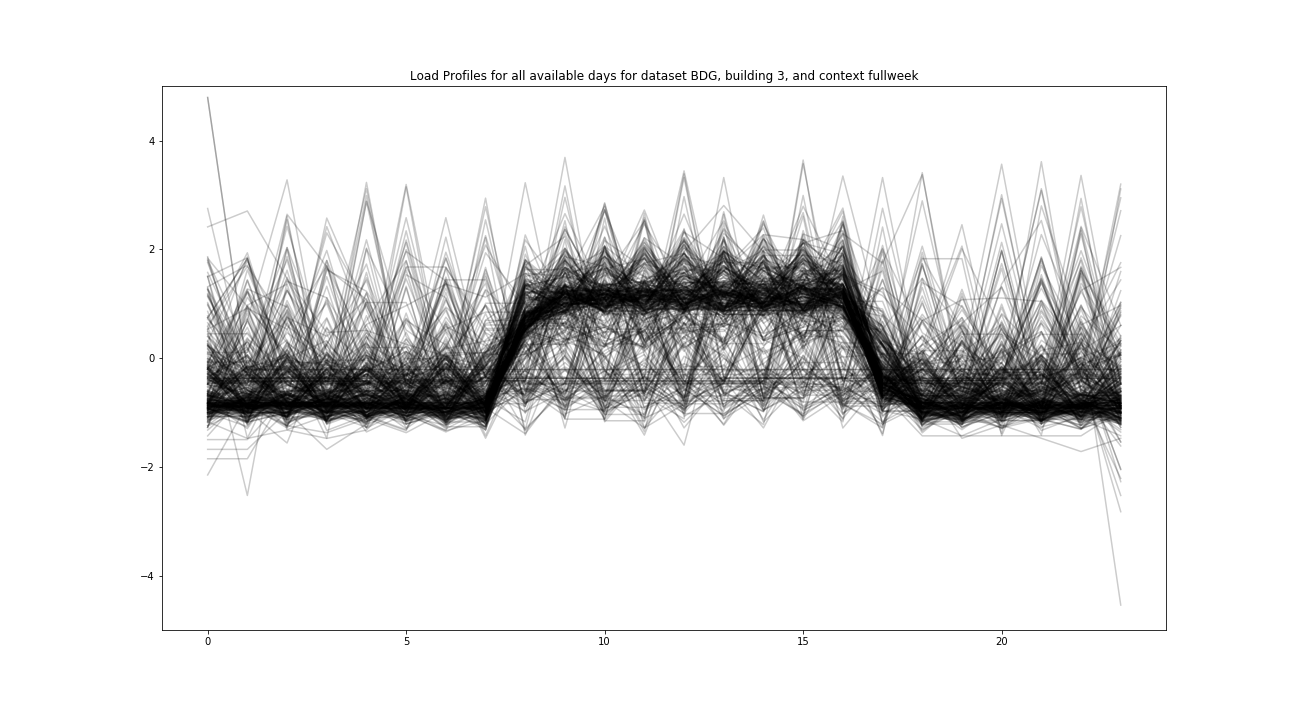 Load Profiles for all available days for dataset BDG, building 3, and context fullweek
4
2
0
−2
−4
0 5 10 15 20